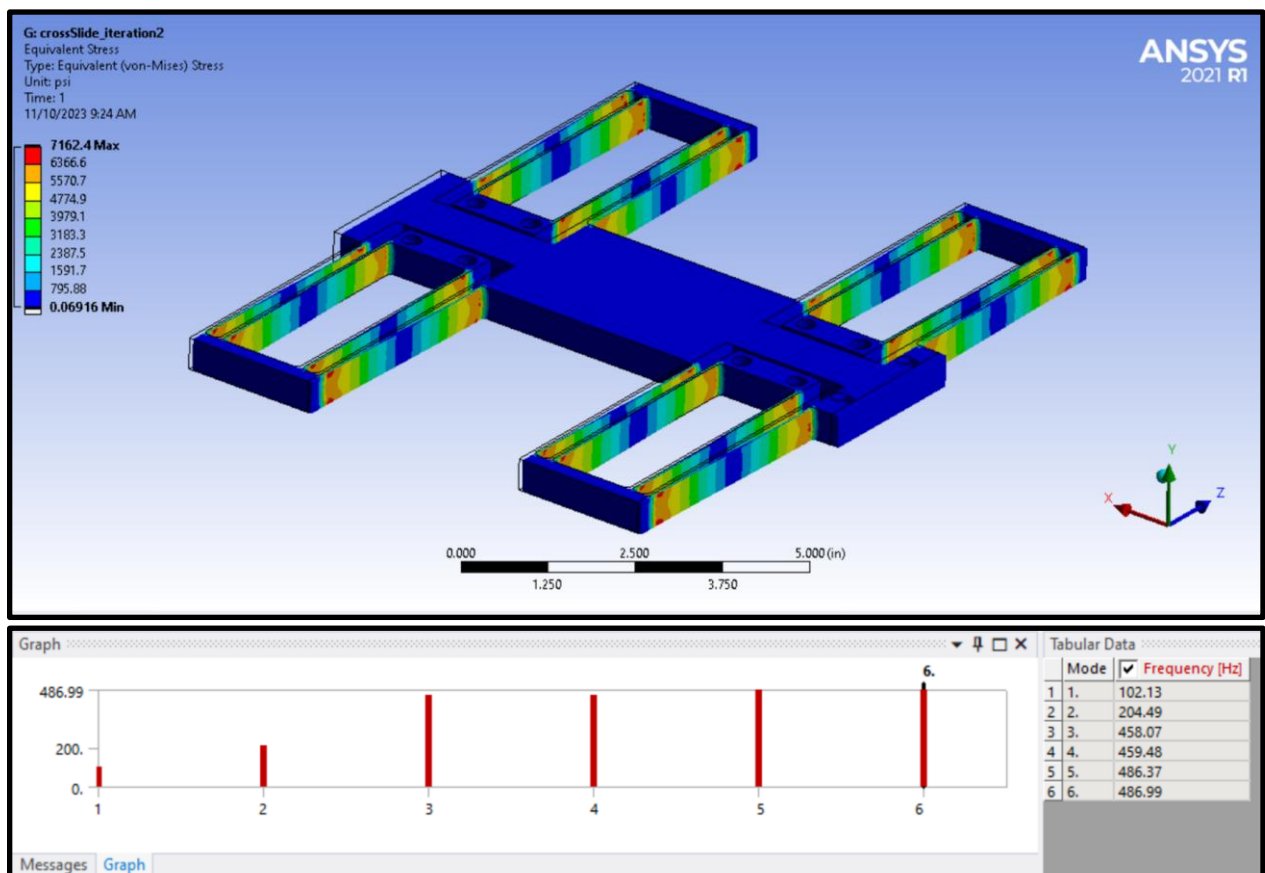 G: crossSlide_iteration2
Equivalent Stress
Type: Equivalent (von-Mises) Stress
Unit: psi
Time: 1
11/10/2023 9:24 AM
ANSYS
2021 R1
7162.4 Max
6366.6
5570.7
4774.9
3979.1
3183.3
2387.5
1591.7
795.88
0.06916 Min
Y
X
Z
0.000 2.500 5.000 (in)
1.250 3.750
Graph
486.99
200.
0.
6.
1 2 3 4 5 6
Messages Graph
Tabular Data
Mode Frequency [Hz]
1 1. 102.13
2 2. 204.49
3 3. 458.07
4 4. 459.48
5 5. 486.37
6 6. 486.99